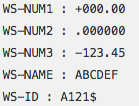 WS-NUM1 : +000.00
WS-NUM2 : .000000
WS-NUM3 : -123.45
WS-NAME : ABCDEF
WS-ID : A121$